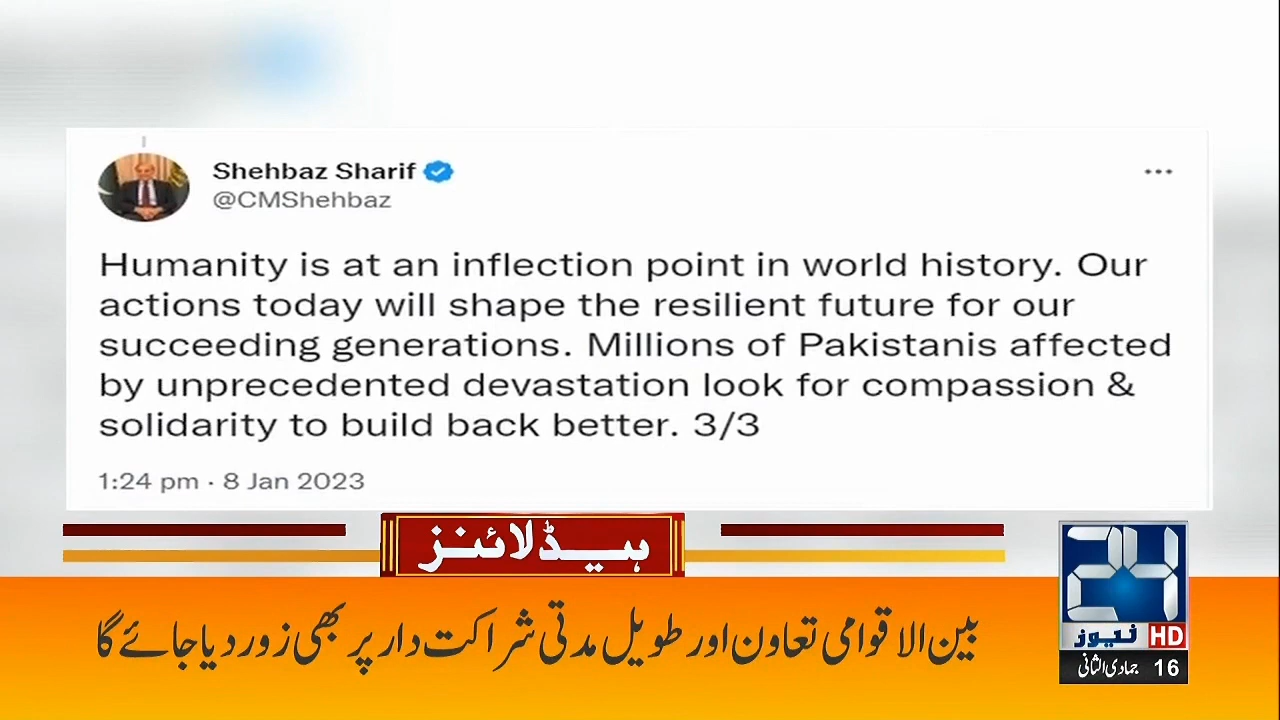 Shehbaz Sharif
@CMShehbaz
Humanity is at an inflection point in world history. Our
actions today will shape the resilient future for our
succeeding generations. Millions of Pakistanis affected
by unprecedented devastation look for compassion &
solidarity to build back better. 3/3
1:24 pm · 8 Jan 2023
ہیڈلائنز
بین الاقوامی تعاون اور طویل مدتی شراکت دار پر بھی زور دیا جائے گا
24
نیوز HD
16 جمادی الثانی